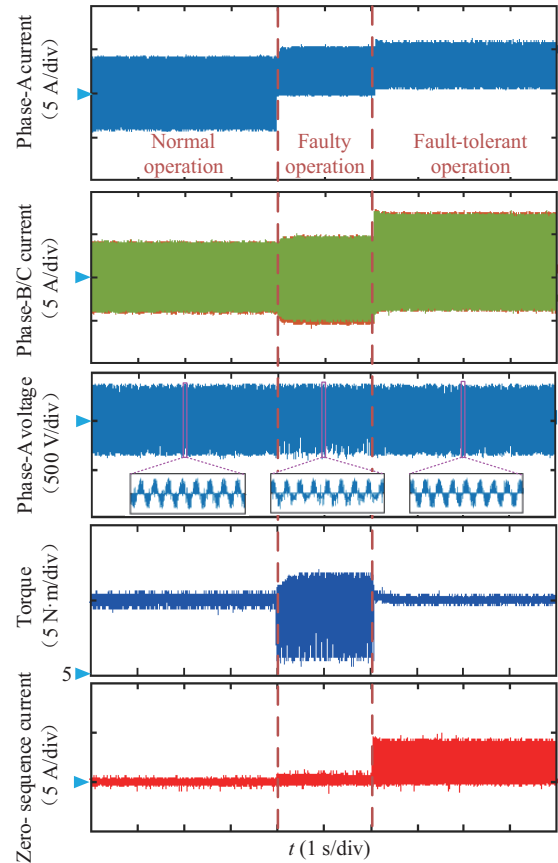 Phase-A current
(5 A/div)
Normal
operation
Faulty
operation
Fault-tolerant
operation
Phase-B/C current
(5 A/div)
Phase-A voltage
(500 V/div)
Torque
(5 N·m/div)
5
Zero- sequence current
(5 A/div)
t (1 s/div)